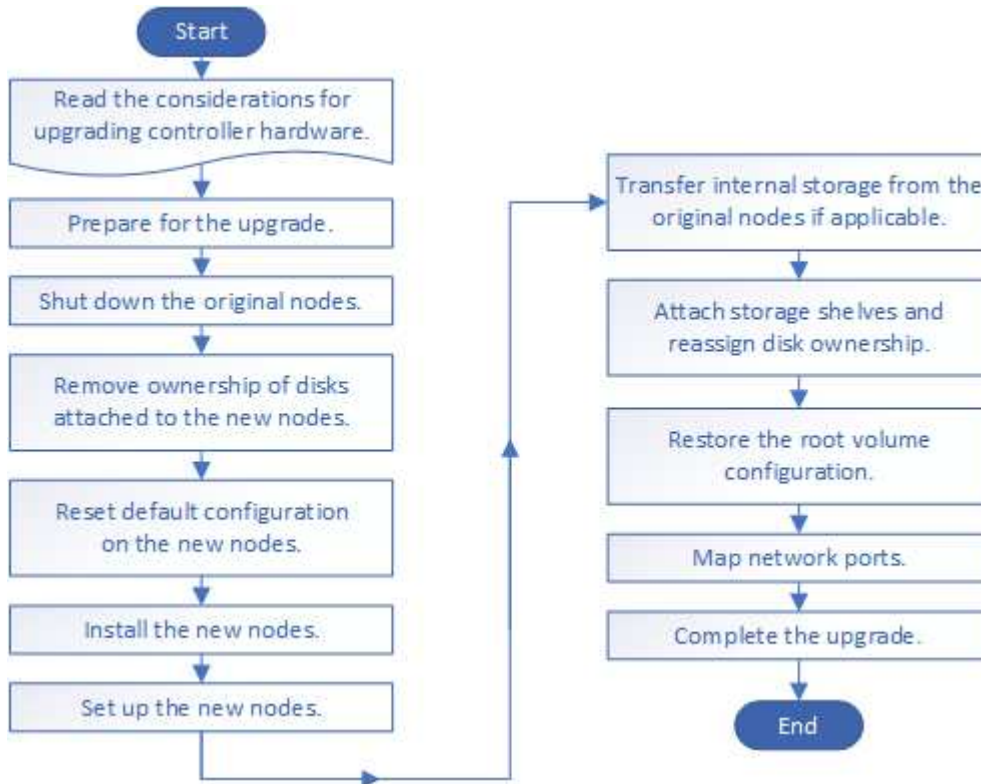 Start
Read the considerations for
upgrading controller hardware.
Prepare for the upgrade.
Shut down the original nodes.
Remove ownership of disks
attached to the new nodes.
Reset default configuration
on the new nodes.
Install the new nodes.
Set up the new nodes.
Transfer internal storage from the
original nodes if applicable.
Attach storage shelves and
reassign disk ownership.
Restore the root volume
configuration.
Map network ports.
Complete the upgrade.
End